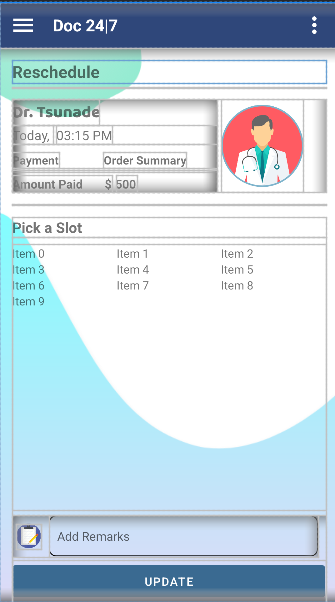 Doc 24|7
Reschedule
Dr. Tsunade
Today, 03:15 PM
Payment Order Summary
Amount Paid $ 500
Pick a Slot
Item 0 Item 1 Item 2
Item 3 Item 4 Item 5
Item 6 Item 7 Item 8
Item 9
Add Remarks
UPDATE